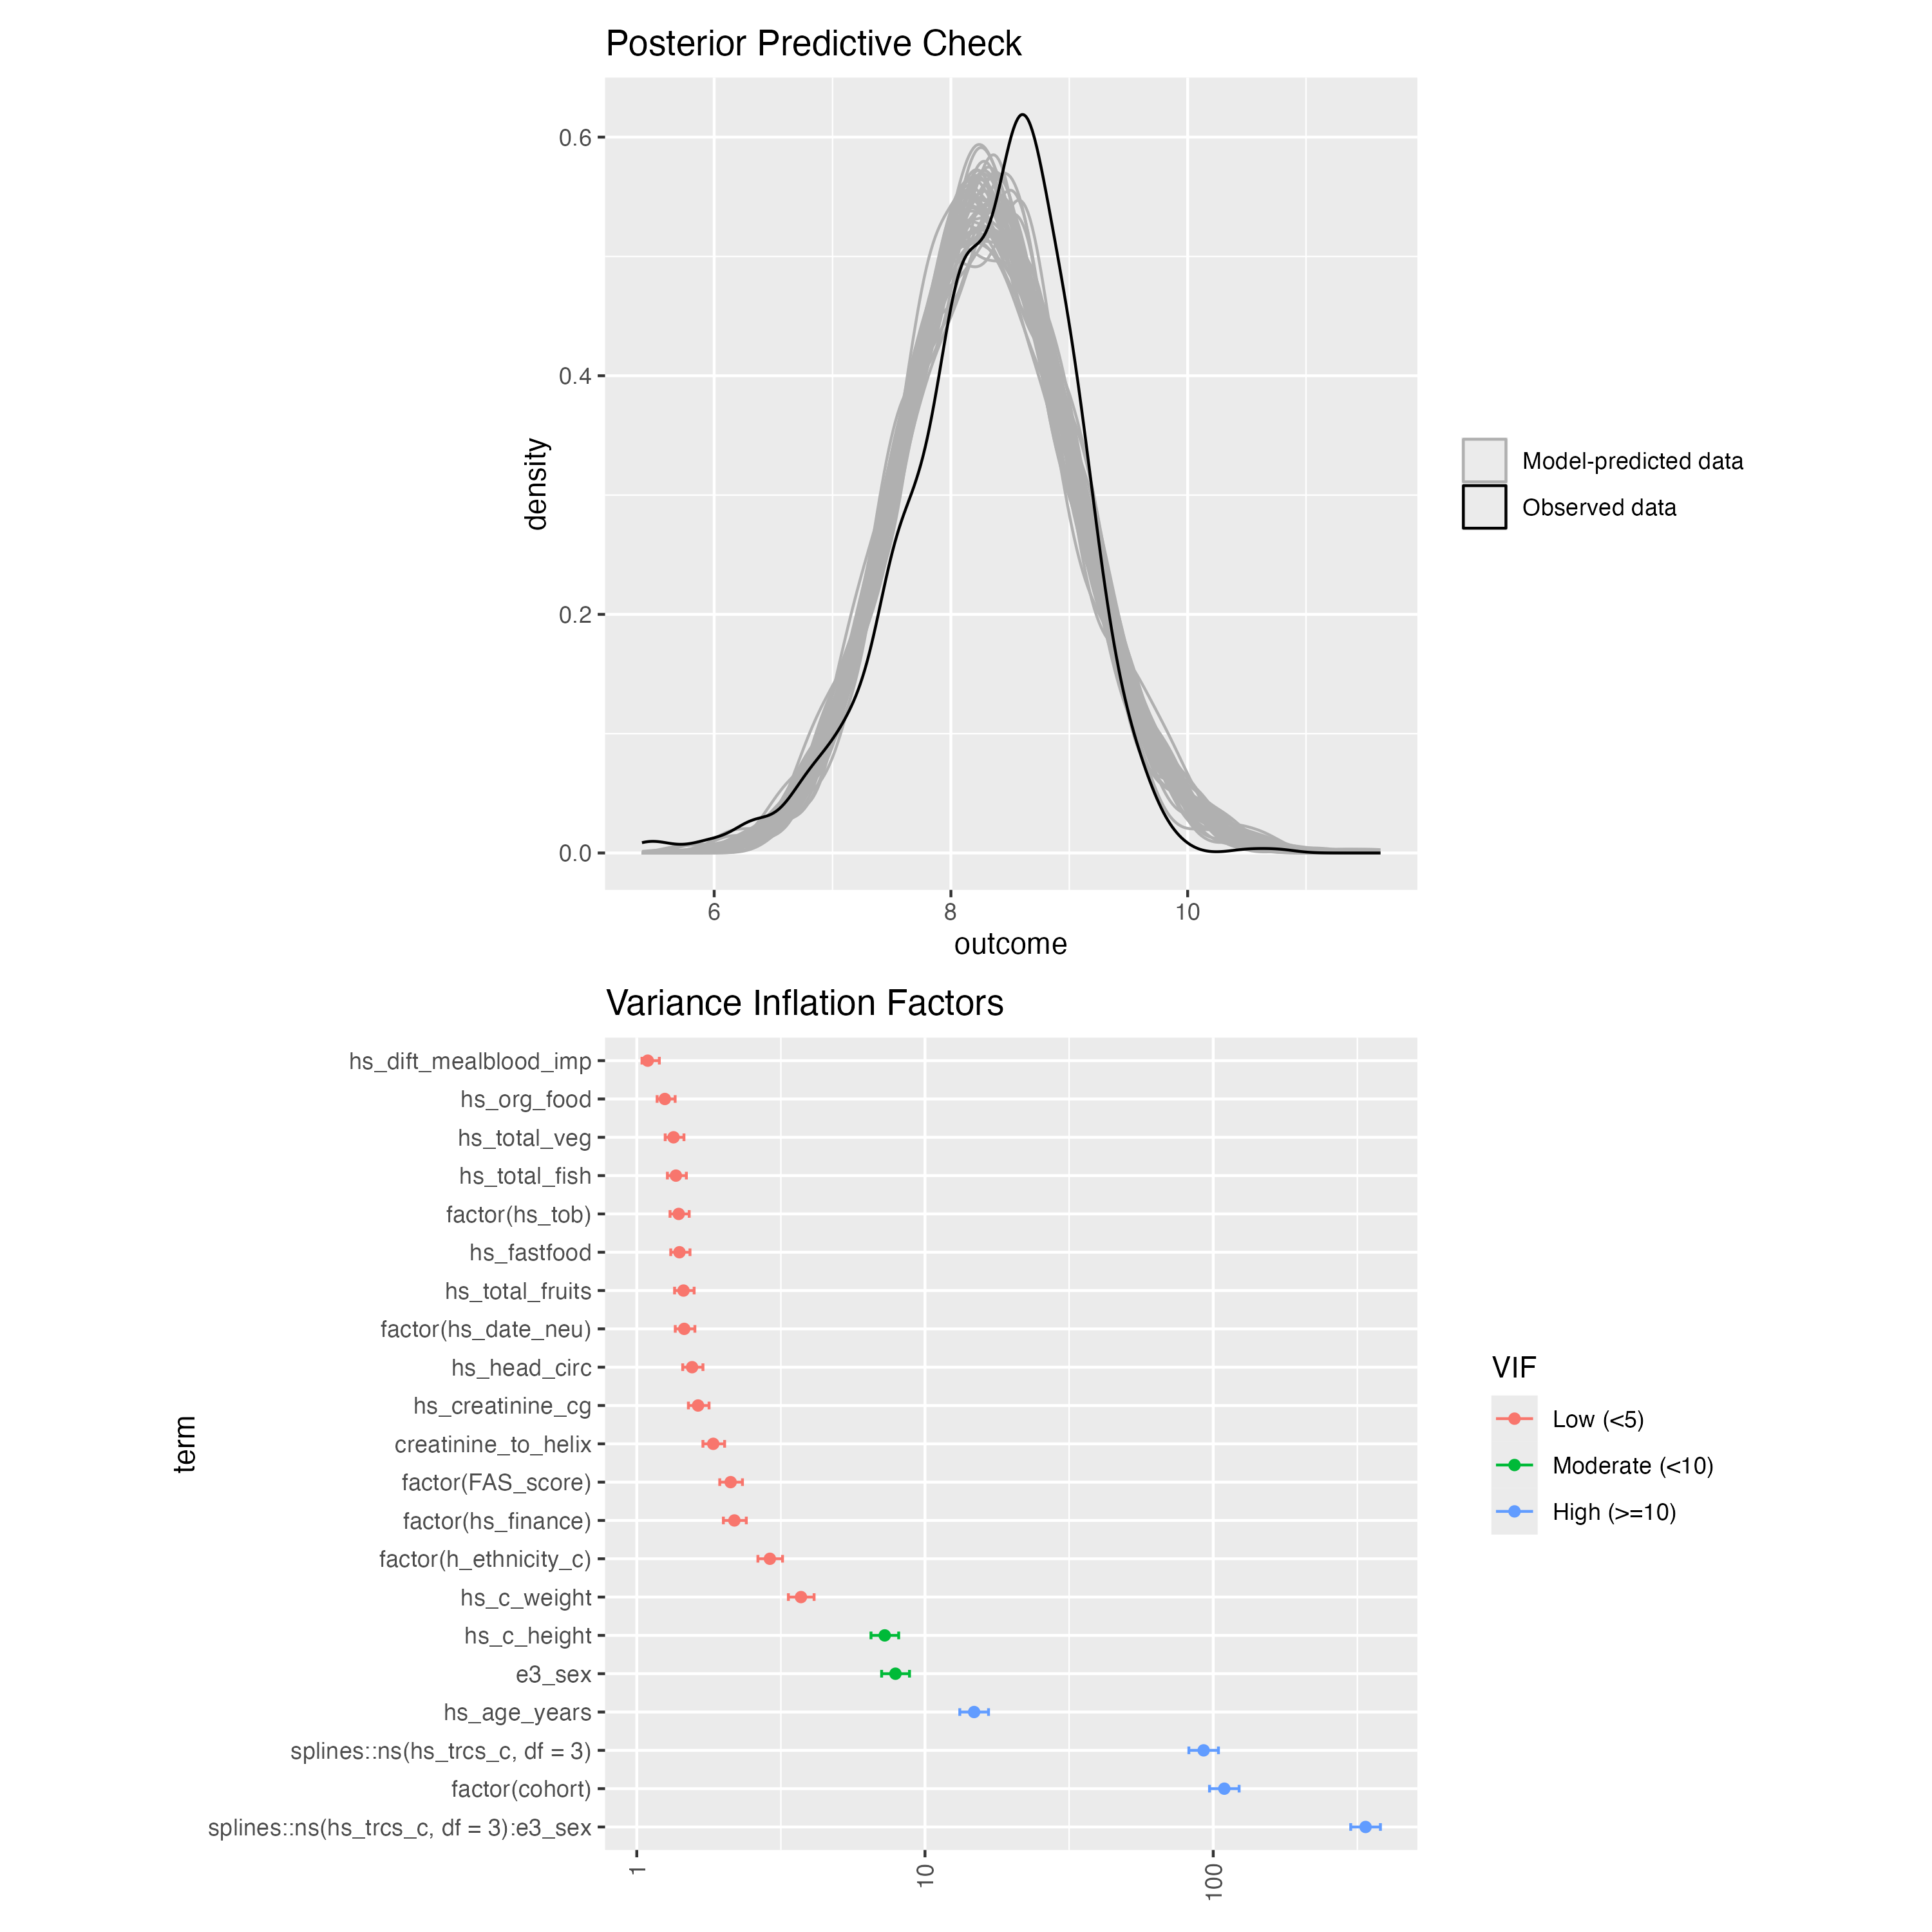 Posterior Predictive Check
0.6
0.4
0.2
0.0
density
6
8
10
outcome
Model-predicted data
Observed data
Variance Inflation Factors
hs_dift_mealblood_imp
hs_org_food
hs_total_veg
hs_total_fish
factor(hs_tob)
hs_fastfood
hs_total_fruits
factor(hs_date_neu)
hs_head_circ
hs_creatinine_cg
creatinine_to_helix
factor(FAS_score)
factor(hs_finance)
factor(h_ethnicity_c)
hs_c_weight
hs_c_height
e3_sex
hs_age_years
splines::ns(hs_trcs_c, df = 3)
factor(cohort)
splines::ns(hs_trcs_c, df = 3):e3_sex
term
1
10
100
VIF
Low (<5)
Moderate (<10)
High (>=10)